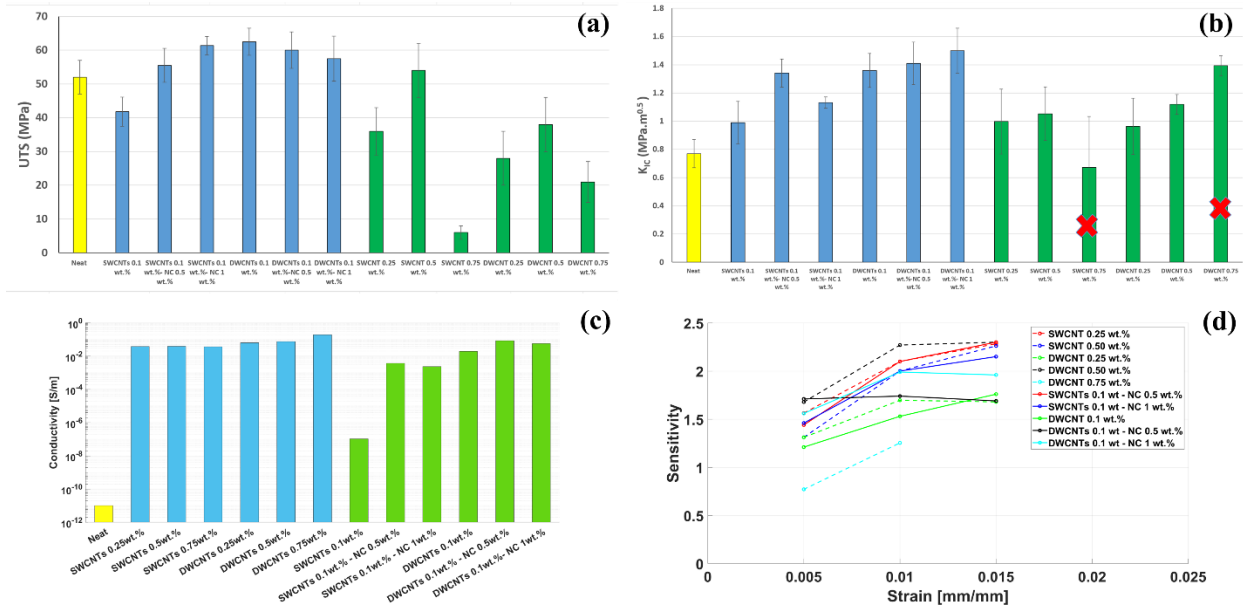 (a)
UTS (MPa)
70
60
50
40
30
20
10
0
Neat
SWCNTs 0.1 wt.%
SWCNTs 0.1 wt.%- NC 0.5 wt.%
SWCNTs 0.1 wt.%- NC 1 wt.%
DWCNTs 0.1 wt.%
DWCNTs 0.1 wt.%-NC 0.5 wt.%
DWCNTs 0.1 wt.%- NC 1 wt.%
SWCNT 0.25 wt.%
SWCNT 0.5 wt.%
SWCNT 0.75 wt.%
DWCNT 0.25 wt.%
DWCNT 0.5 wt.%
DWCNT 0.75 wt.%
(b)
KIC (MPa.m0.5)
1.8
1.6
1.4
1.2
1
0.8
0.6
0.4
0.2
0
Neat
SWCNTs 0.1 wt.%
SWCNTs 0.1 wt.%- NC 0.5 wt.%
SWCNTs 0.1 wt.%- NC 1 wt.%
DWCNTs 0.1 wt.%
DWCNTs 0.1 wt.%-NC 0.5 wt.%
DWCNTs 0.1 wt.%- NC 1 wt.%
SWCNT 0.25 wt.%
SWCNT 0.5 wt.%
SWCNT 0.75 wt.%
DWCNT 0.25 wt.%
DWCNT 0.5 wt.%
DWCNT 0.75 wt.%
(c)
Conductivity [S/m]
10^0
10^-2
10^-4
10^-6
10^-8
10^-10
10^-12
Neat
SWCNTs 0.25wt.%
SWCNTs 0.5wt.%
SWCNTs 0.75wt.%
DWCNTs 0.25wt.%
DWCNTs 0.5wt.%
DWCNTs 0.75wt.%
SWCNTs 0.1wt.%
SWCNTs 0.1wt.% - NC 0.5wt.%
SWCNTs 0.1wt.% - NC 1wt.%
DWCNTs 0.1wt.%
DWCNTs 0.1wt.% - NC 0.5wt.%
DWCNTs 0.1wt.%- NC 1wt.%
(d)
Sensitivity
2.5
2
1.5
1
0.5
0
0
0.005
0.01
0.015
0.02
0.025
Strain [mm/mm]
SWCNT 0.25 wt.%
SWCNT 0.50 wt.%
DWCNT 0.25 wt.%
DWCNT 0.50 wt.%
DWCNT 0.75 wt.%
SWCNTs 0.1 wt - NC 0.5 wt.%
SWCNTs 0.1 wt - NC 1 wt.%
DWCNT 0.1 wt.%
DWCNTs 0.1 wt - NC 0.5 wt.%
DWCNTs 0.1 wt - NC 1 wt.%